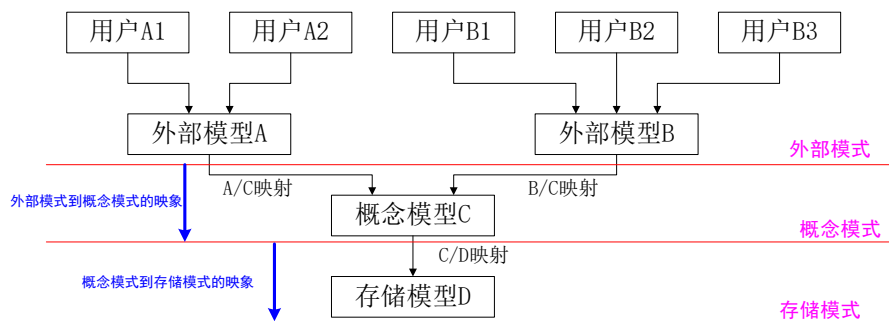 用户A1
用户A2
用户B1
用户B2
用户B3
外部模型A
外部模型B
外部模式
A/C映射
B/C映射
外部模式到概念模式的映象
概念模型C
概念模式
C/D映射
概念模式到存储模式的映象
存储模型D
存储模式